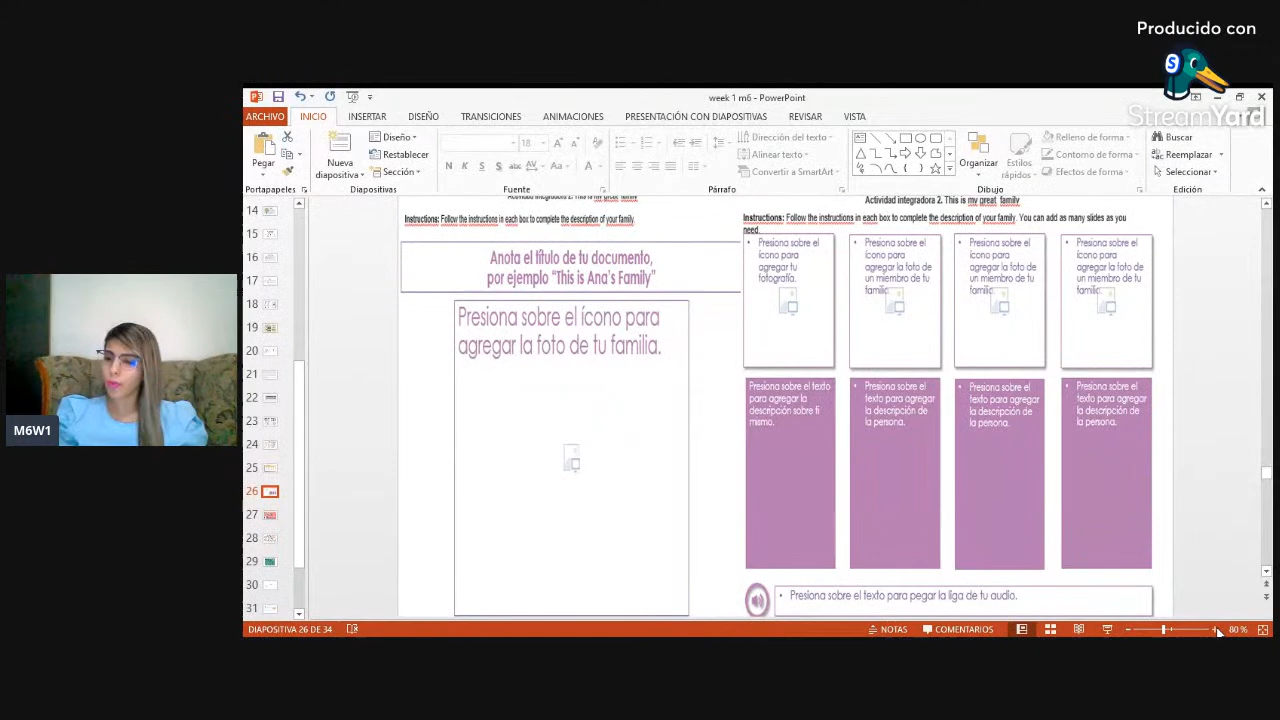 Producido con
StreamYard
week 1 m6 - PowerPoint
ARCHIVO INICIO INSERTAR DISEÑO TRANSICIONES ANIMACIONES PRESENTACIÓN CON DIAPOSITIVAS REVISAR VISTA
Pegar
Nueva
diapositiva
Diseño
Restablecer
Sección
18
N K S abc AV Aa A
Dirección del texto
Alinear texto
Convertir a SmartArt
Organizar
Estilos
rápidos
Relleno de forma
Contorno de forma
Efectos de forma
Buscar
Reemplazar
Seleccionar
Portapapeles Diapositivas Fuente Párrafo Dibujo Edición
14
15
16
17
18
19
20
21
22
23
24
25
26
27
28
29
30
31
Actividad integradora 2. This is my great family
Instructions: Follow the instructions in each box to complete the description of your family.
Anota el título de tu documento,
por ejemplo "This is Ana's Family"
Presiona sobre el ícono para
agregar la foto de tu familia.
Actividad integradora 2. This is my great family
Instructions: Follow the instructions in each box to complete the description of your family. You can add as many slides as you
need.
• Presiona sobre el
ícono para
agregar tu
fotografía.
• Presiona sobre el
ícono para
agregar la foto de
un miembro de tu
familia.
• Presiona sobre el
ícono para
agregar la foto de
un miembro de tu
familia.
• Presiona sobre el
ícono para
agregar la foto de
un miembro de tu
familia.
Presiona sobre el texto
para agregar la
descripción sobre ti
mismo.
• Presiona sobre el
texto para agregar
la descripción de
la persona.
• Presiona sobre el
texto para agregar
la descripción de
la persona.
• Presiona sobre el
texto para agregar
la descripción de
la persona.
• Presiona sobre el texto para pegar la liga de tu audio.
M6W1
DIAPOSITIVA 26 DE 34 NOTAS COMENTARIOS 80 %